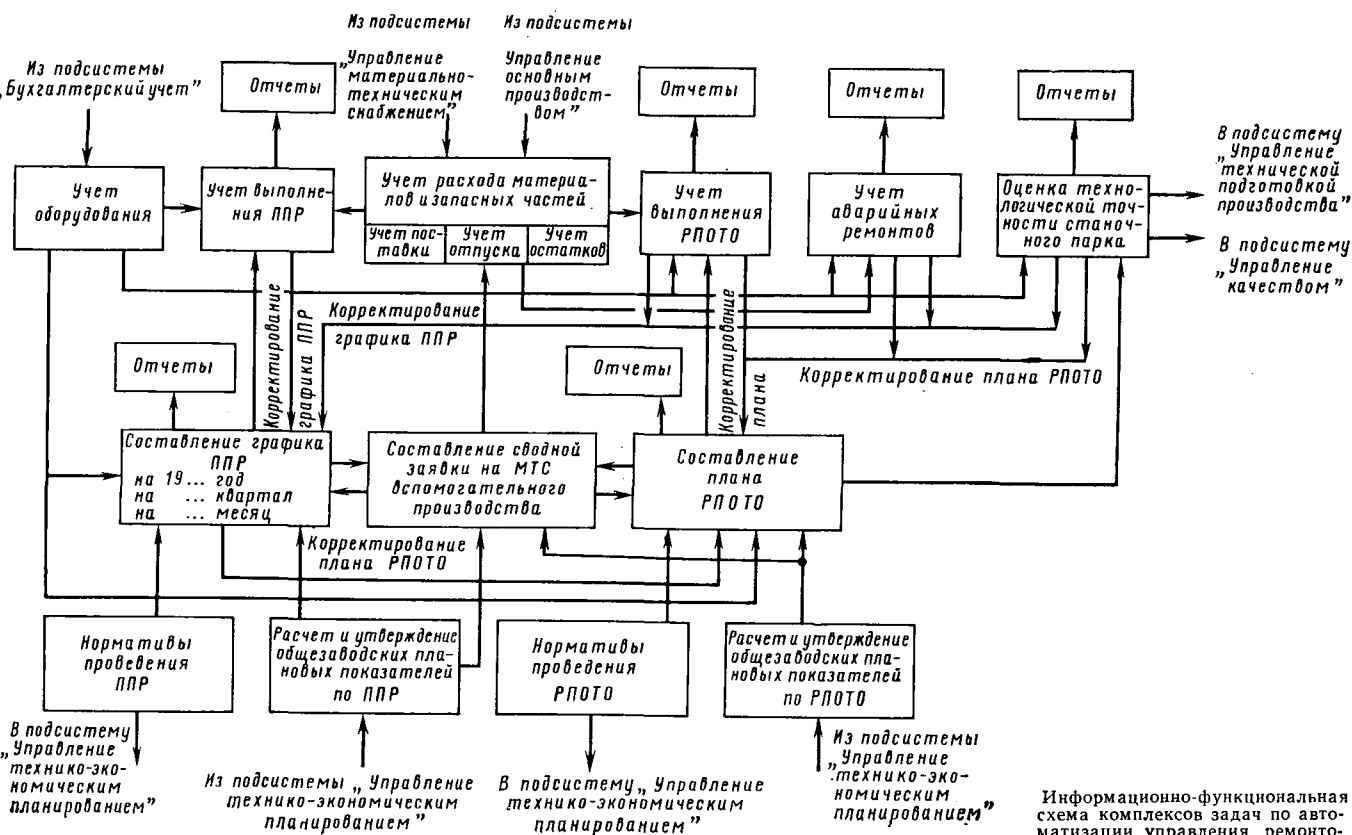 Из подсистемы
„Бухгалтерский учет”
Отчеты
Из подсистемы
„Управление
материально-
техническим
снабжением”
Из подсистемы
Управление
основным
производст-
вом”
Отчеты
Отчеты
Отчеты
В подсистему
„Управление
технической
подготовкой
производства”
В подсистему
„Управление
качеством”
Учет
оборудования
Учет выполне-
ния ППР
Учет расхода материа-
лов и запасных частей
Учет пос-
тавки
Учет
отпуска
Учет
остатков
Учет
выполнения
РПОТО
Учет
аварийных
ремонтов
Оценка техно-
логической точ-
ности станоч-
ного парка
Корректирование
графика ППР
Корректирование
графика ППР
Корректирование
плана
Корректирование плана РПОТО
Отчеты
Отчеты
Составление графика
ППР
на 19... год
на ... квартал
на ... месяц
Составление сводной
заявки на МТС
вспомогательного
производства
Составление
плана
РПОТО
Корректирование
плана РПОТО
Нормативы
проведения
ППР
Расчет и утверждение
общезаводских пла-
новых показателей
по ППР
Нормативы
проведения
РПОТО
Расчет и утверждение
общезаводских пла-
новых показателей
по РПОТО
В подсистему
„Управление
технико-эко-
номическим
планированием”
Из подсистемы „Управление
технико-экономическим
планированием”
В подсистему „Управление
технико-экономическим
планированием”
Из подсистемы
„Управление
технико-эко-
номическим
планированием”
Информационно-функциональная
схема комплексов задач по авто-
матизации управления ремонто-